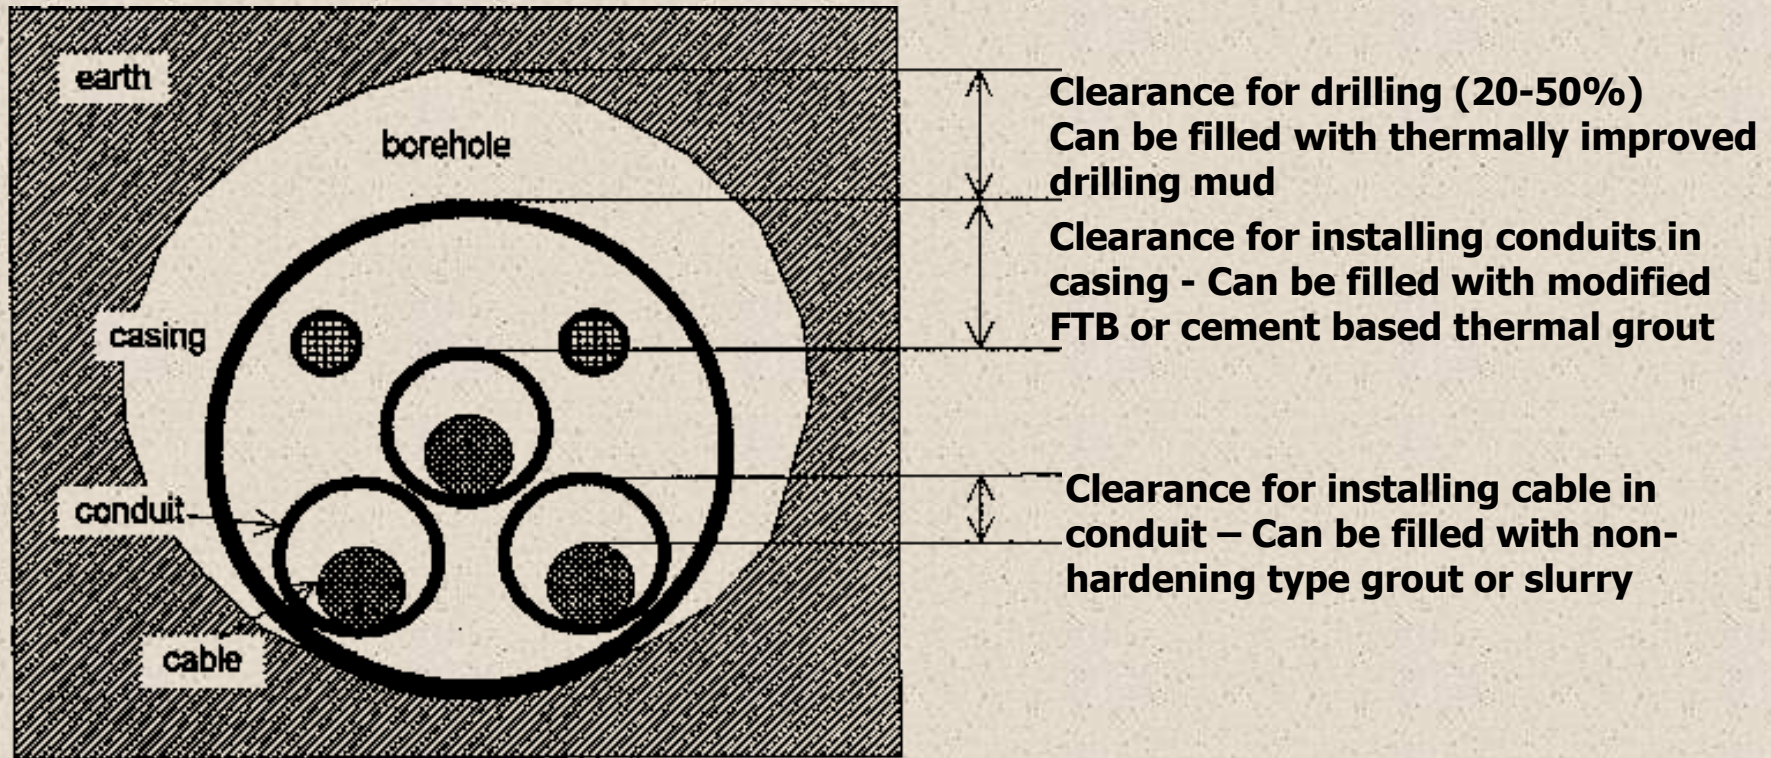 earth
borehole
casing
conduit
cable
Clearance for drilling (20-50%)
Can be filled with thermally improved
drilling mud
Clearance for installing conduits in
casing - Can be filled with modified
FTB or cement based thermal grout
Clearance for installing cable in
conduit – Can be filled with non-
hardening type grout or slurry